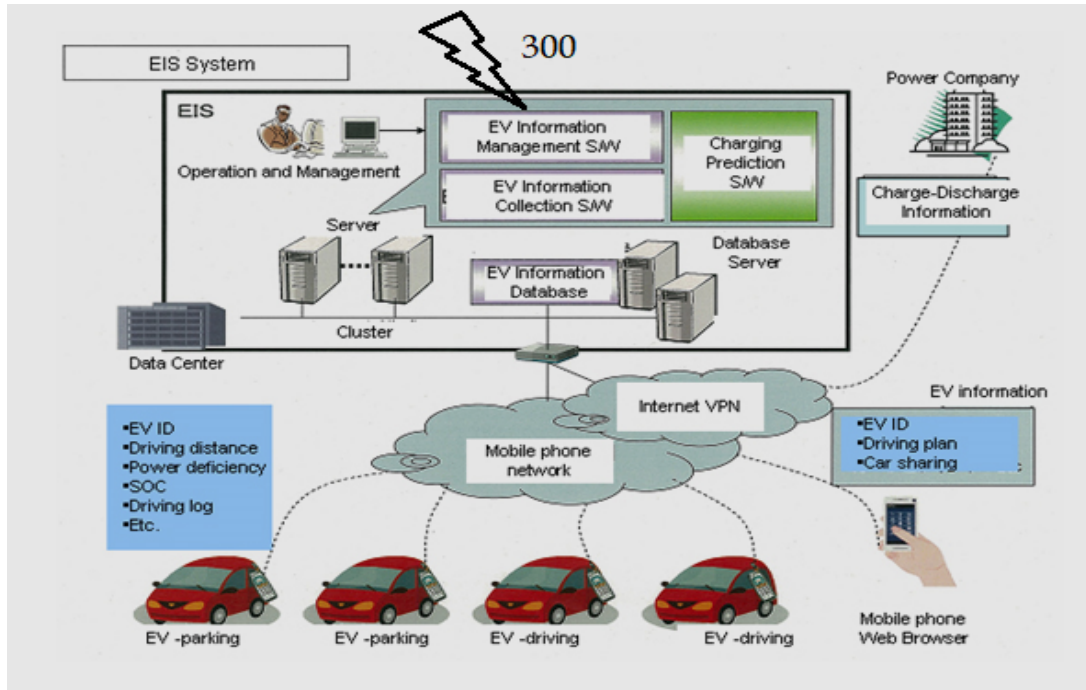 300
EIS System
Power Company
EIS
EV Information
Management S/W
Charging
Prediction
S/W
Operation and Management
EV Information
Collection S/W
Charge-Discharge
Information
Server
Database
Server
EV Information
Database
Cluster
Data Center
Internet VPN
EV information
▪EV ID
▪Driving distance
▪Power deficiency
▪SOC
▪Driving log
▪Etc.
Mobile phone
network
▪EV ID
▪Driving plan
▪Car sharing
EV -parking
EV -parking
EV -driving
EV -driving
Mobile phone
Web Browser